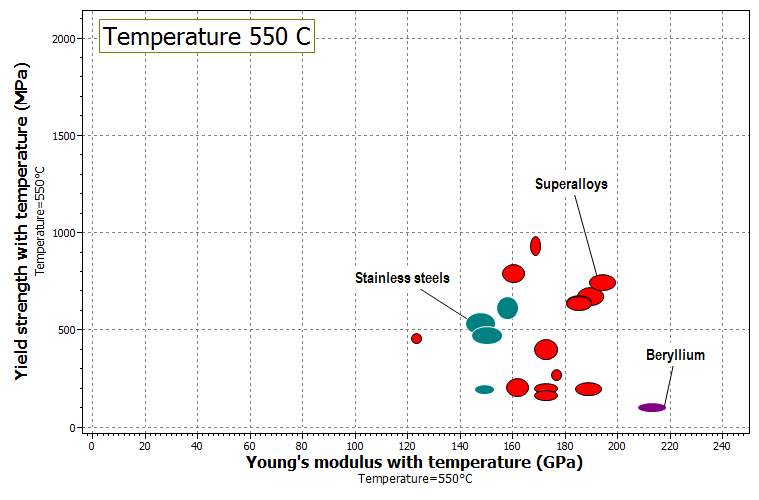 Temperature 550 C
Yield strength with temperature (MPa)
Temperature=550°C
2000
1500
1000
500
0
Superalloys
Stainless steels
Beryllium
0 20 40 60 80 100 120 140 160 180 200 220 240
Young's modulus with temperature (GPa)
Temperature=550°C